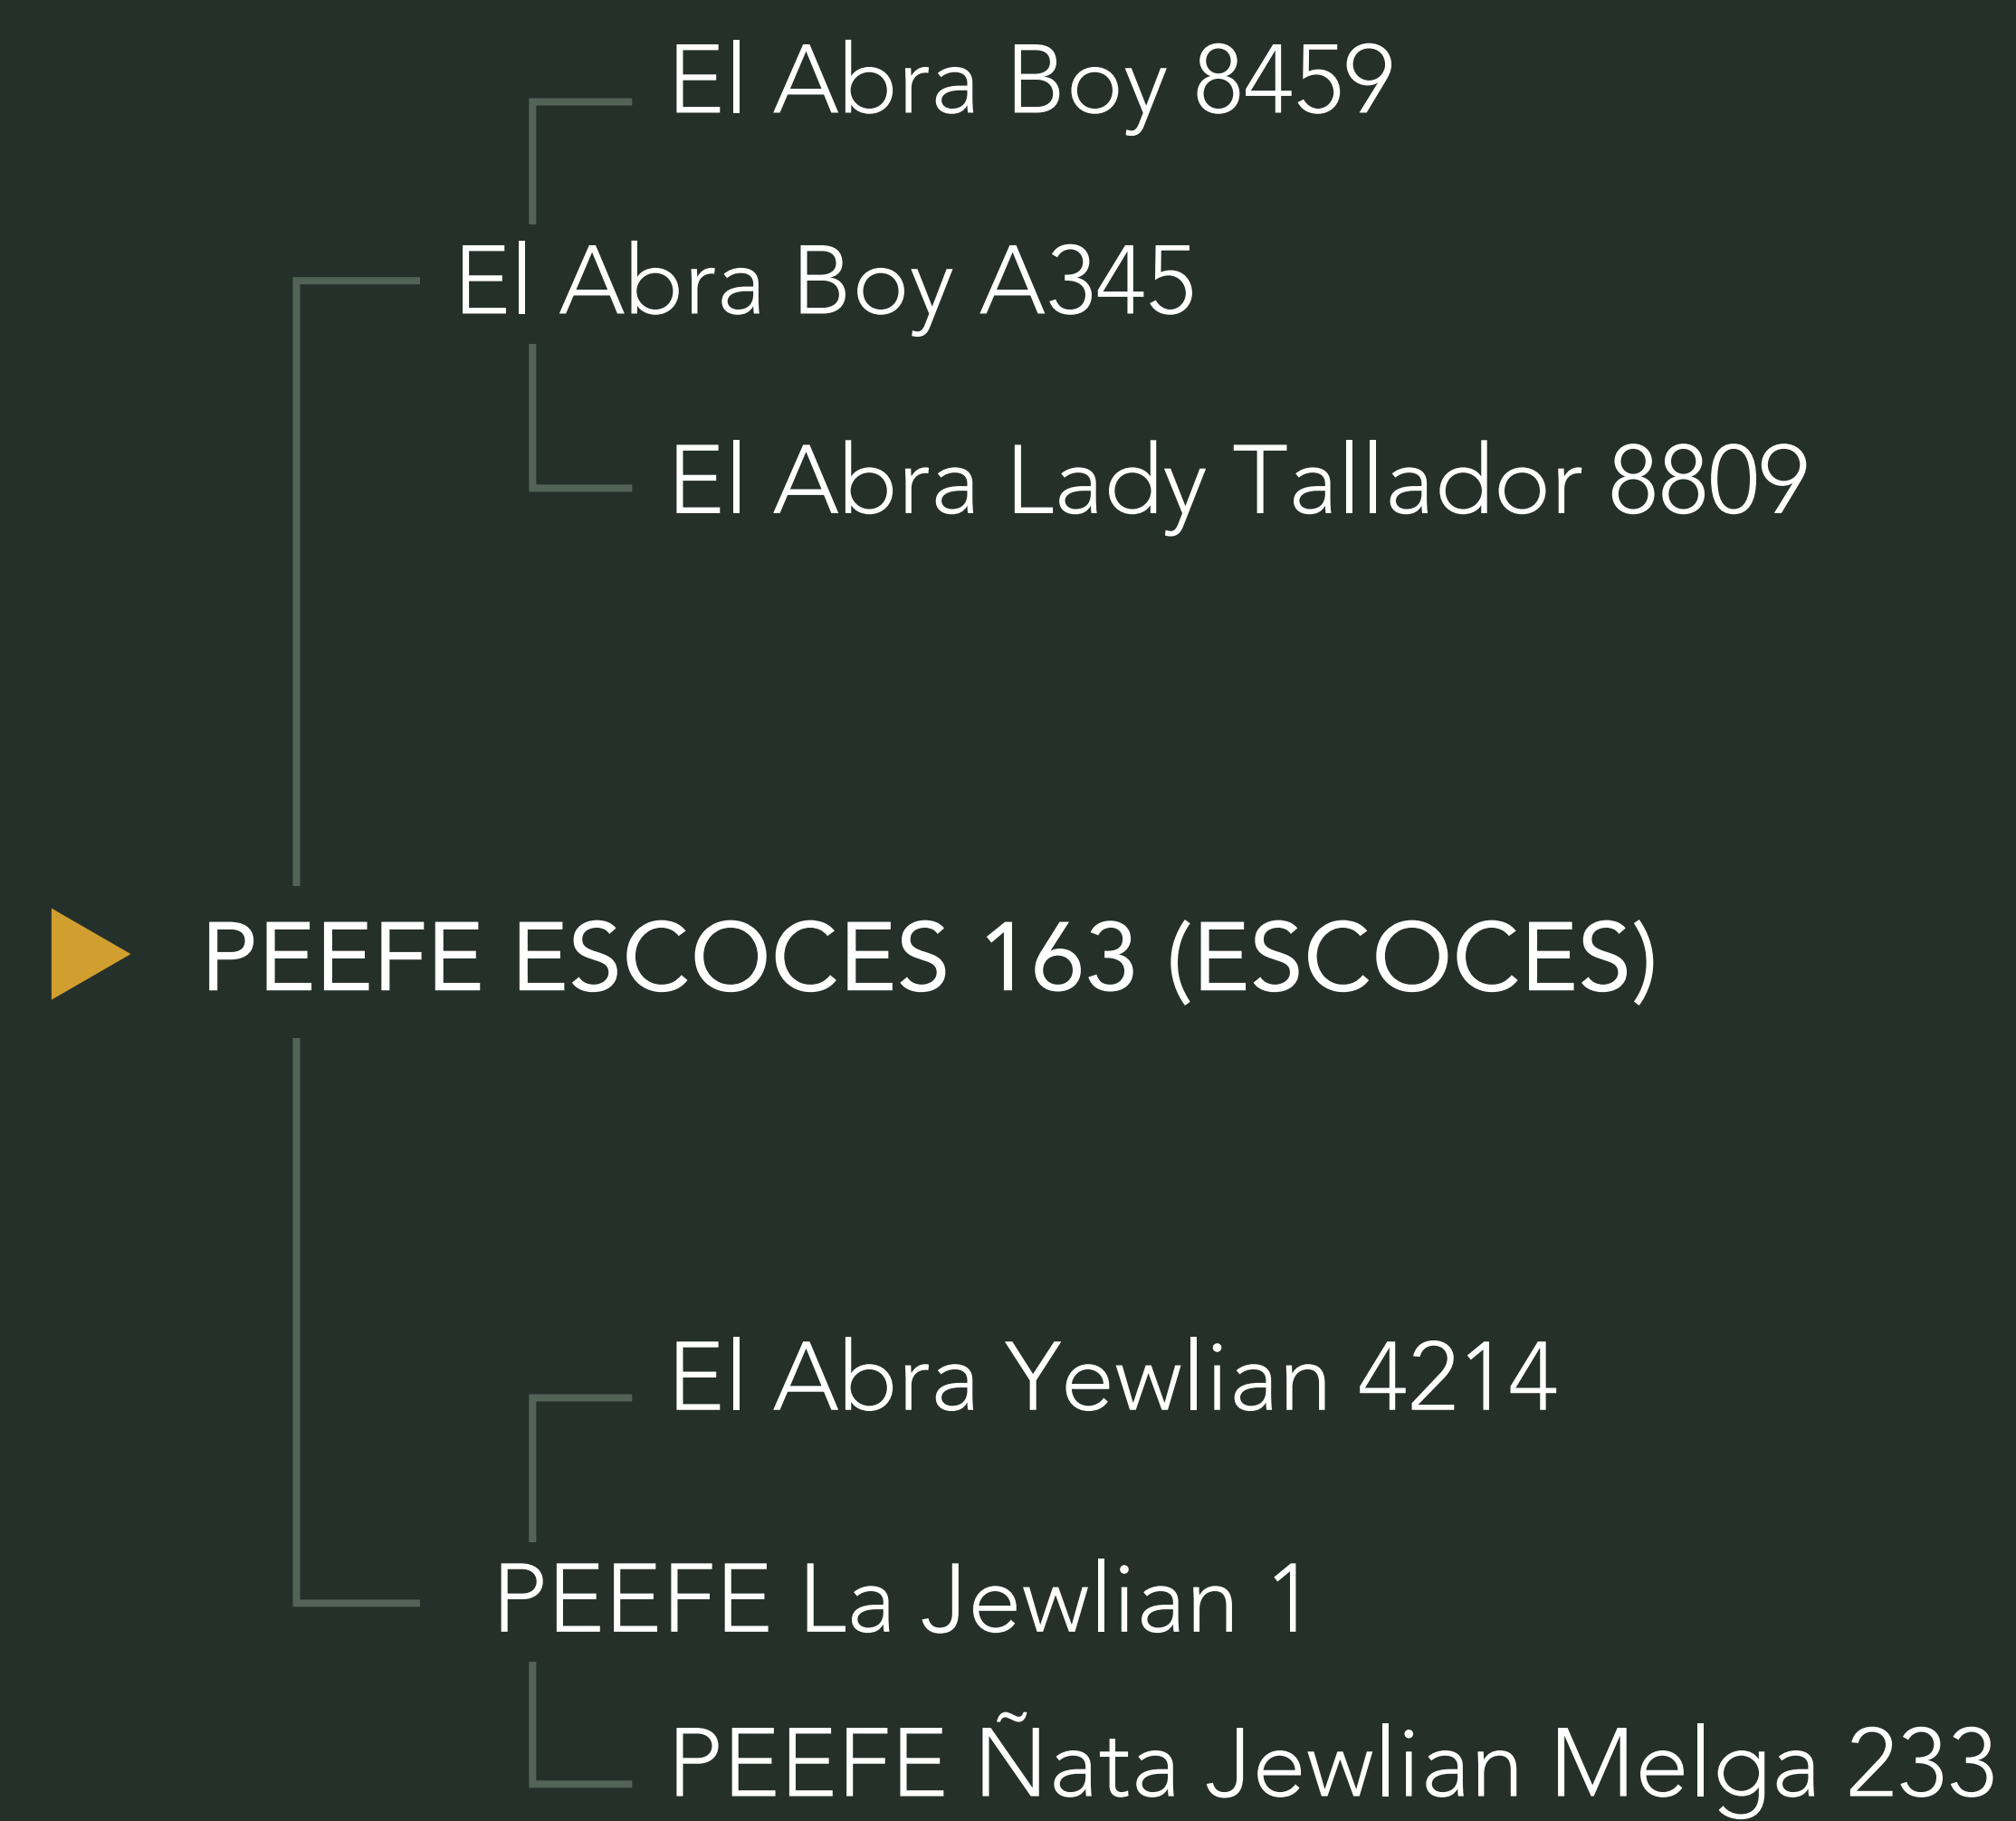 El Abra Boy 8459
El Abra Boy A345
El Abra Lady Tallador 8809
PEEFE ESCOCES 163 (ESCOCES)
El Abra Yewlian 4214
PEEFE La Jewlian 1
PEEFE Ñata Jewlian Melga 233